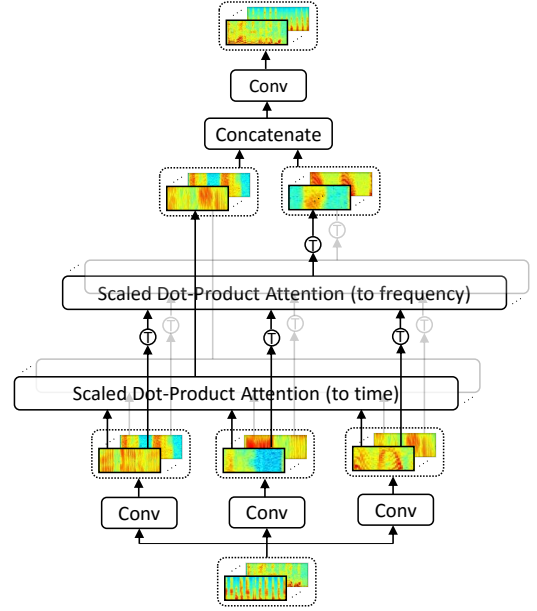 Conv
Concatenate
T
T
Scaled Dot-Product Attention (to frequency)
T T T T T T
Scaled Dot-Product Attention (to time)
Conv Conv Conv